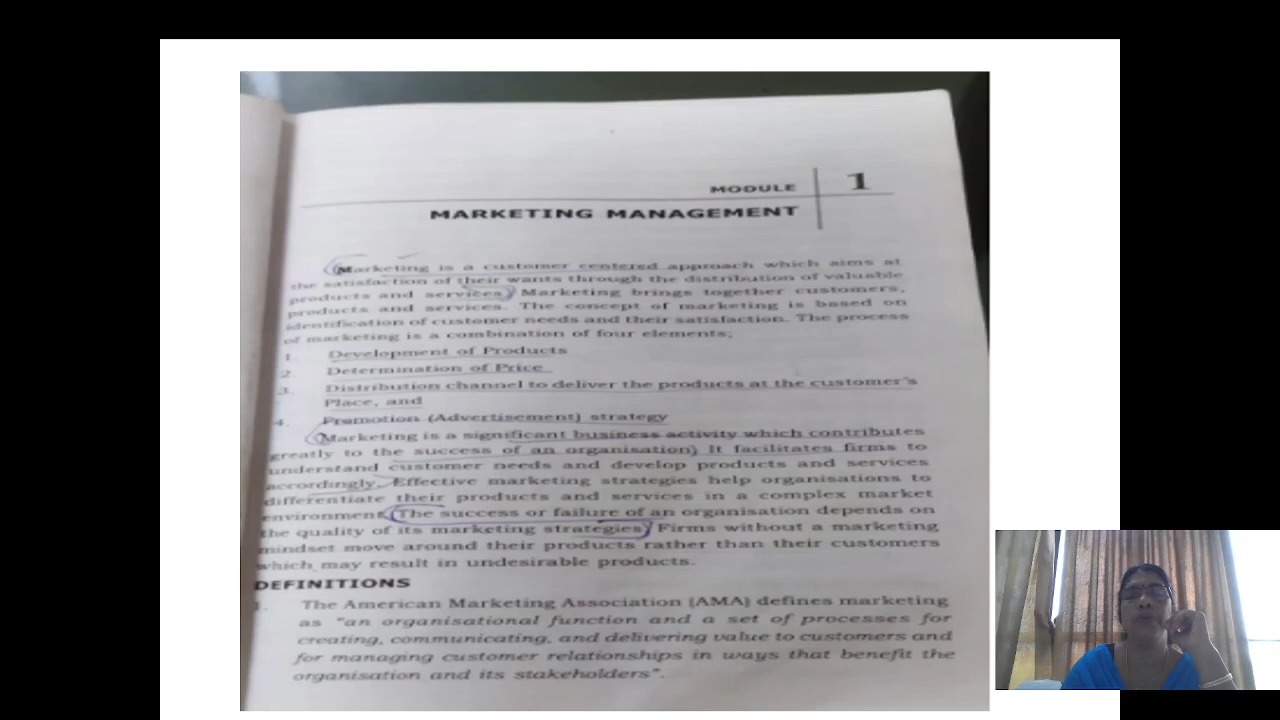 MODULE 1
MARKETING MANAGEMENT
Marketing is a customer centered approach which aims at
the satisfaction of their wants through the distribution of valuable
products and services. Marketing brings together customers,
products and services. The concept of marketing is based on
identification of customer needs and their satisfaction. The process
of marketing is a combination of four elements;
1. Development of Products
2. Determination of Price
3. Distribution channel to deliver the products at the customer's
Place, and
4. Promotion (Advertisement) strategy
Marketing is a significant business activity which contributes
greatly to the success of an organisation. It facilitates firms to
understand customer needs and develop products and services
accordingly. Effective marketing strategies help organisations to
differentiate their products and services in a complex market
environment. The success or failure of an organisation depends on
the quality of its marketing strategies. Firms without a marketing
mindset move around their products rather than their customers
which may result in undesirable products.
DEFINITIONS
1. The American Marketing Association (AMA) defines marketing
as "an organisational function and a set of processes for
creating, communicating, and delivering value to customers and
for managing customer relationships in ways that benefit the
organisation and its stakeholders".